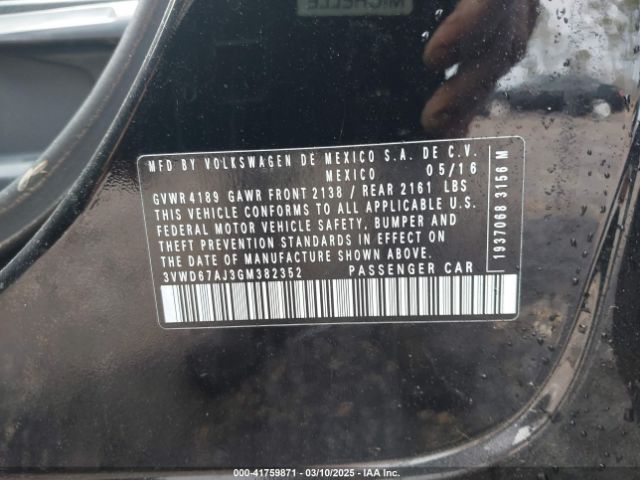 MICHELLE
MFD BY VOLKSWAGEN DE MEXICO S.A. DE C.V.
MEXICO 05/16
GVWR 4189 GAWR FRONT 2138 / REAR 2161 LBS
THIS VEHICLE CONFORMS TO ALL APPLICABLE U.S.
FEDERAL MOTOR VEHICLE SAFETY, BUMPER AND
THEFT PREVENTION STANDARDS IN EFFECT ON
THE DATE OF MANUFACTURE SHOWN ABOVE.
3VWD67AJ3GM382352 PASSENGER CAR
1937068 3156 M
000-41759871 - 03/10/2025 - IAA Inc.